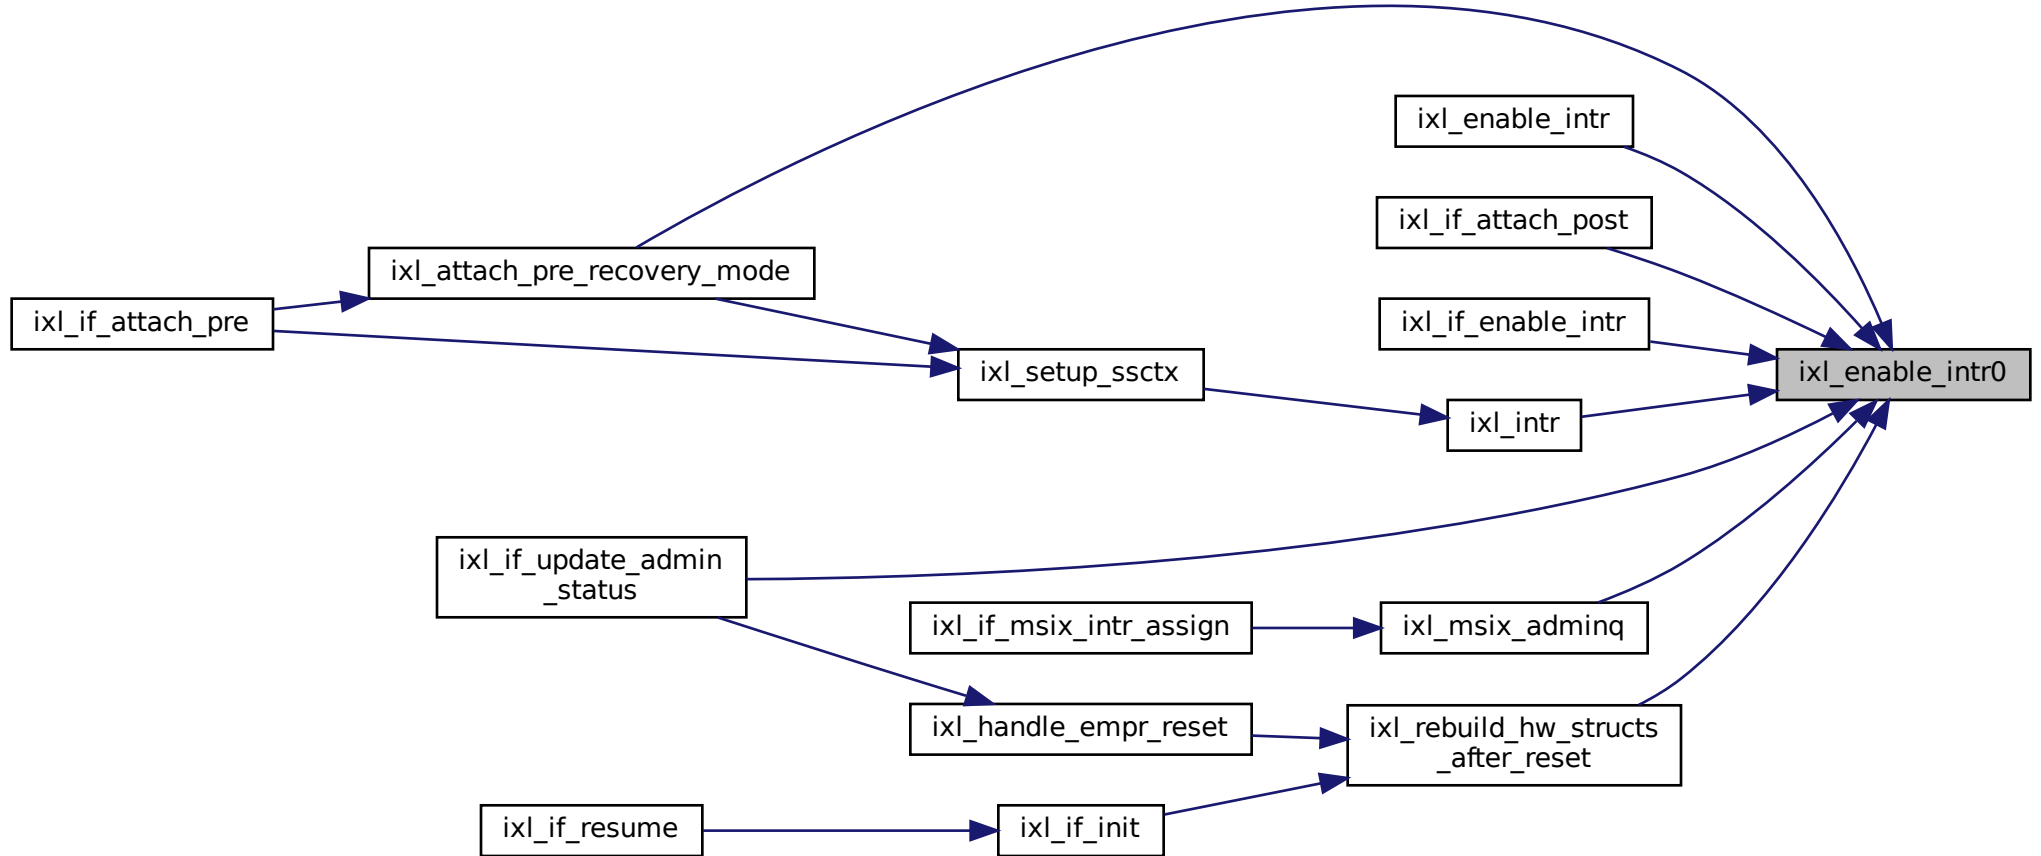 ixl_enable_intr
ixl_if_attach_post
ixl_attach_pre_recovery_mode
ixl_if_attach_pre
ixl_if_enable_intr
ixl_setup_ssctx
ixl_enable_intr0
ixl_intr
ixl_if_update_admin
_status
ixl_if_msix_intr_assign
ixl_msix_adminq
ixl_handle_empr_reset
ixl_rebuild_hw_structs
_after_reset
ixl_if_resume
ixl_if_init